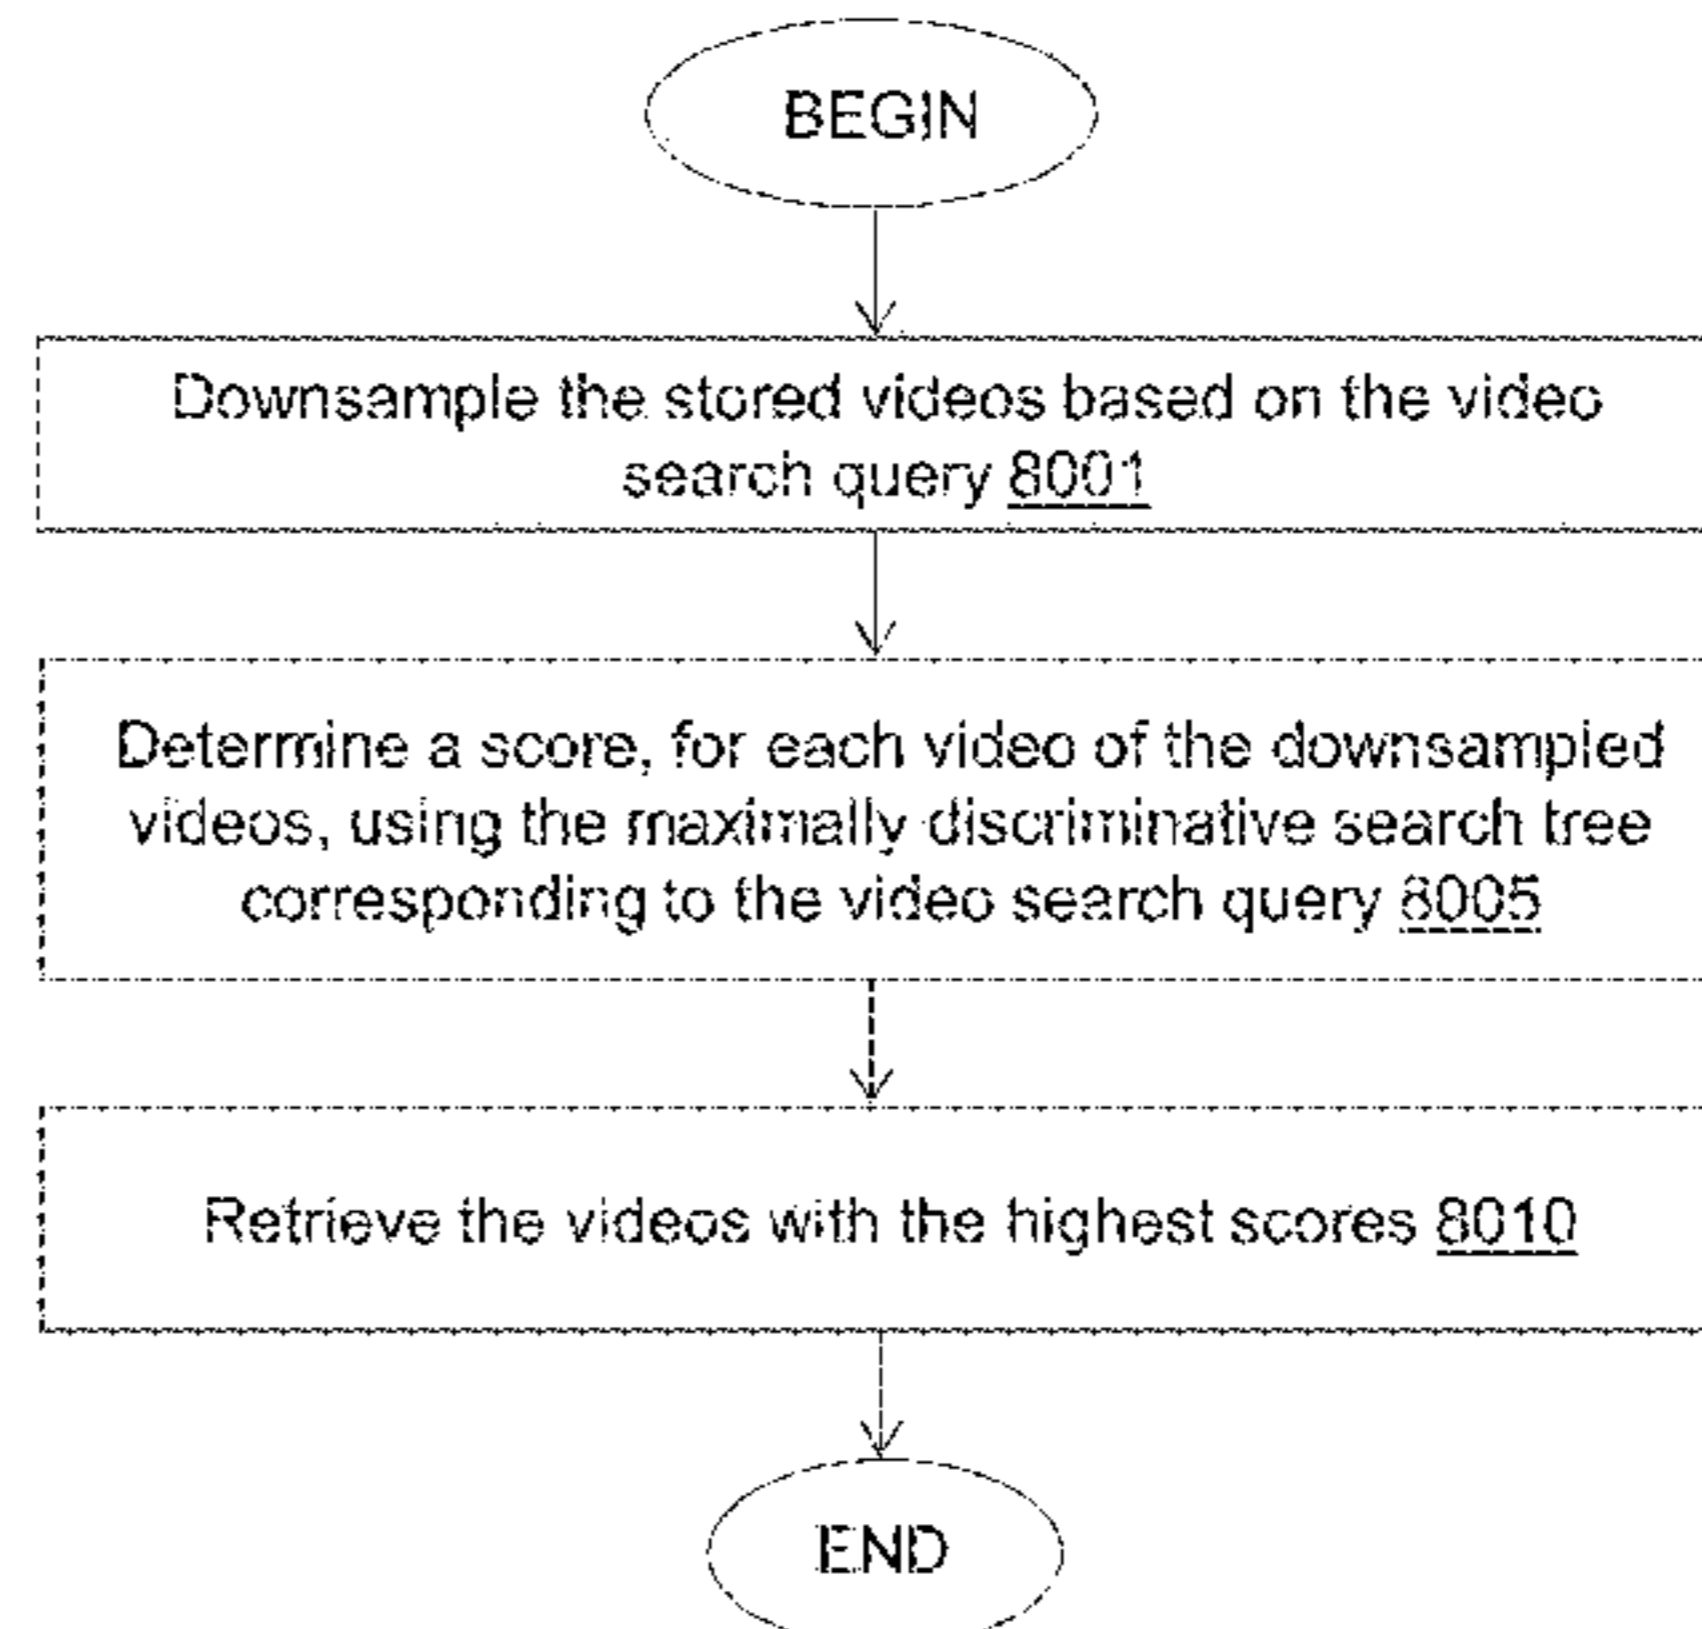 BEGIN
Downsample the stored videos based on the video
search query 8001
Determine a score, for each video of the downsampled
videos, using the maximally discriminative search tree
corresponding to the video search query 8005
Retrieve the videos with the highest scores 8010
END